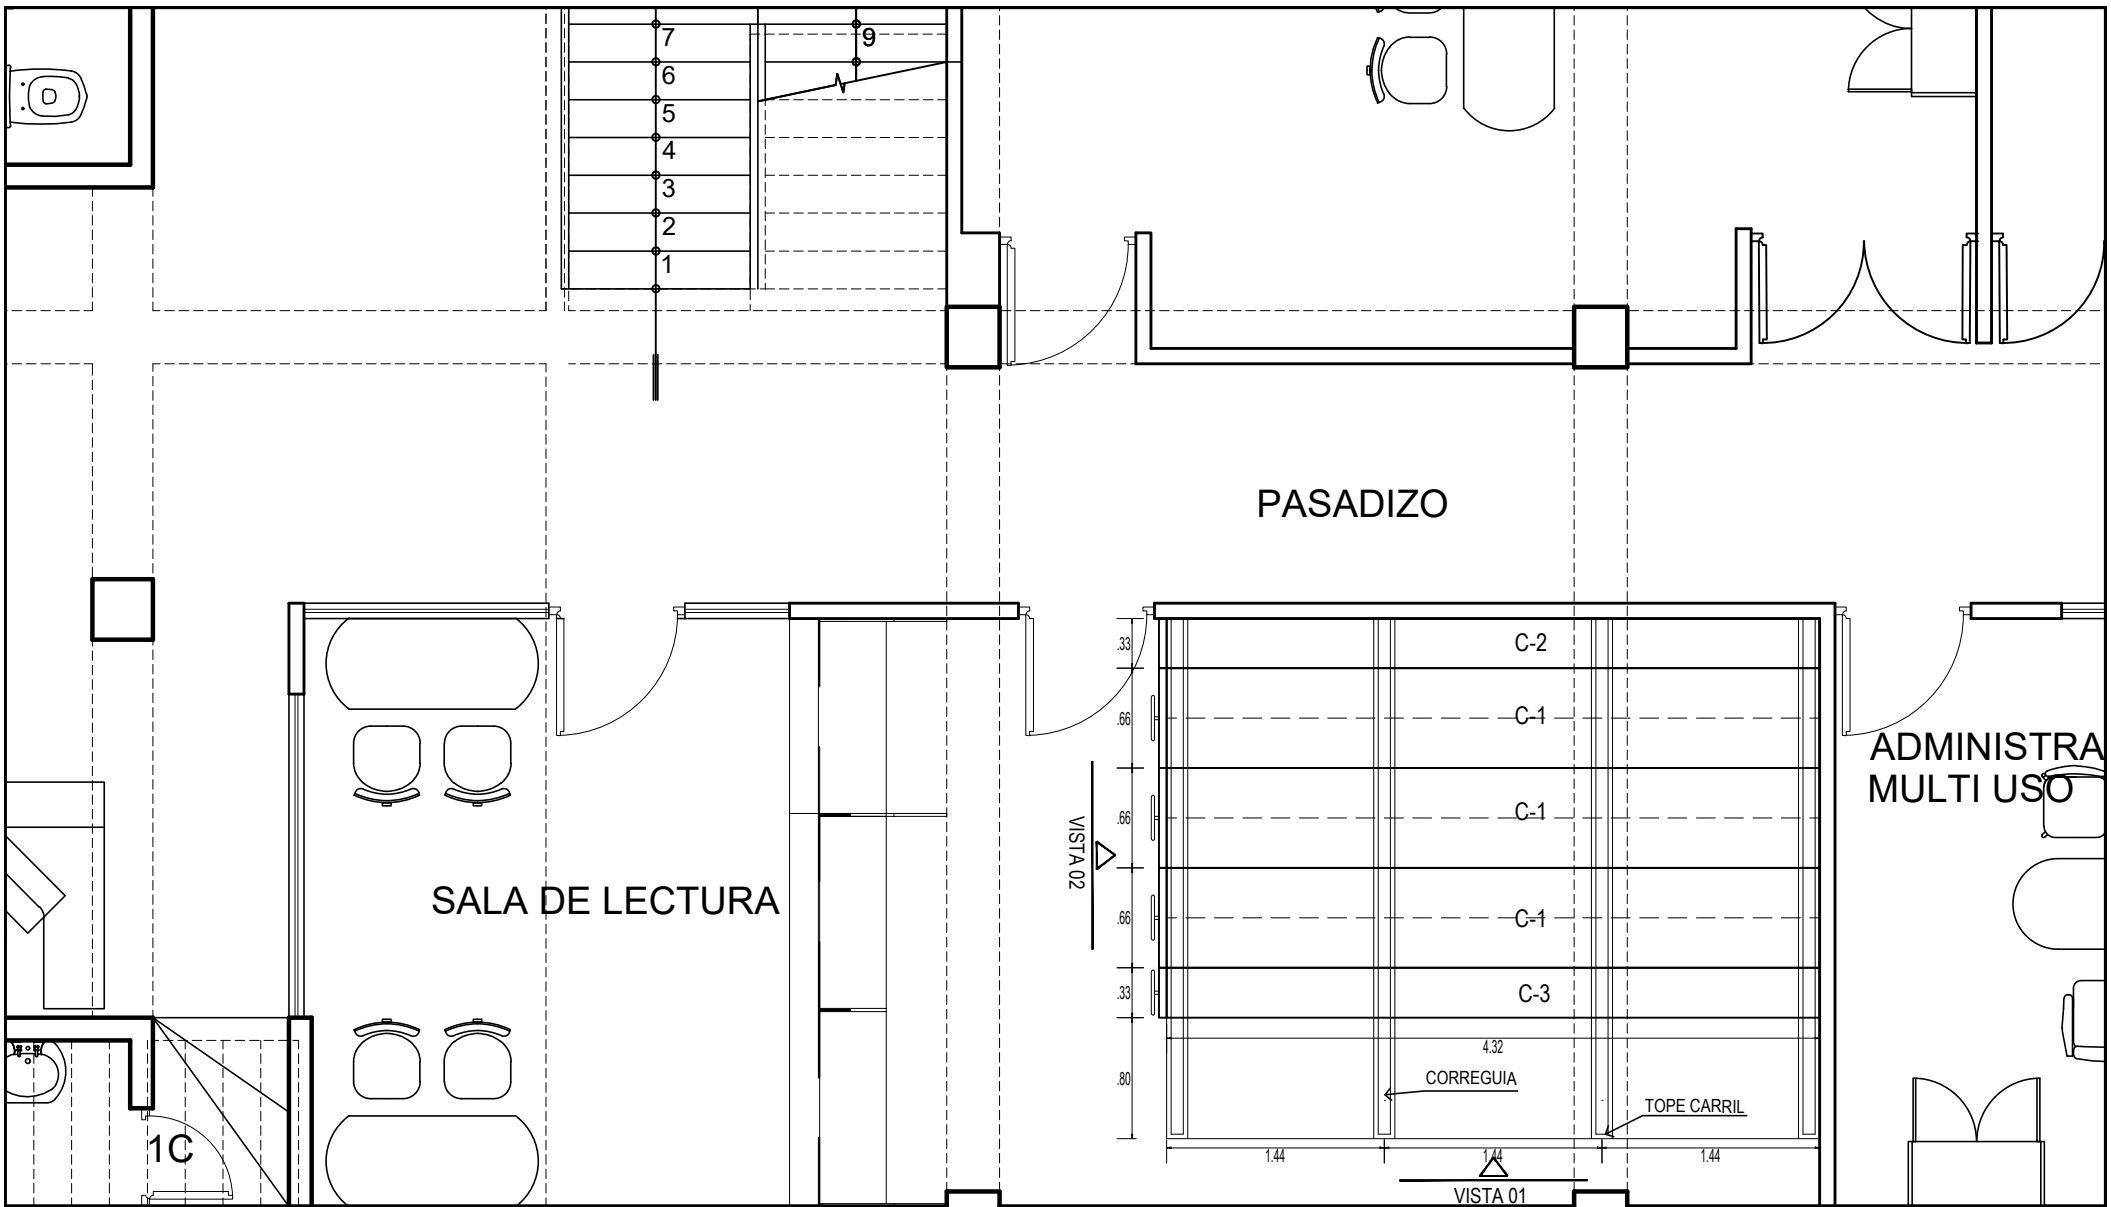 7
9
6
5
4
3
2
1
PASADIZO
.33
C-2
.66
C-1
ADMINISTRA
MULTI USO
.66
C-1
VISTA 02
SALA DE LECTURA
.66
C-1
.33
C-3
4.32
.80
CORREGUIA
TOPE CARRIL
1C
1.44
1.44
1.44
VISTA 01